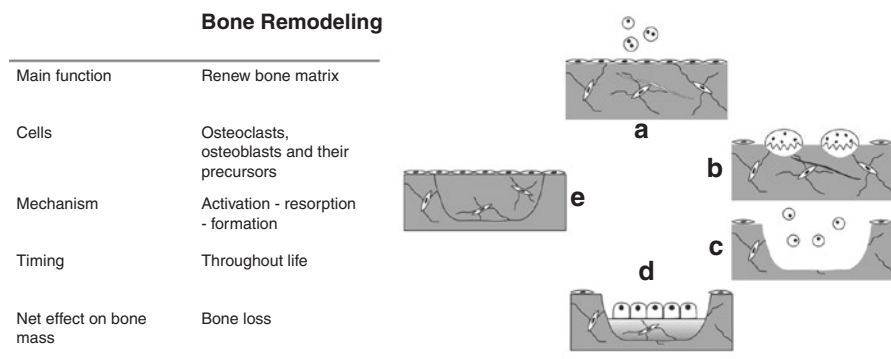 Bone Remodeling
Main function Renew bone matrix
Cells Osteoclasts,
osteoblasts and their
precursors
Mechanism Activation - resorption
- formation
Timing Throughout life
Net effect on bone Bone loss
mass
a
b
c
d
e